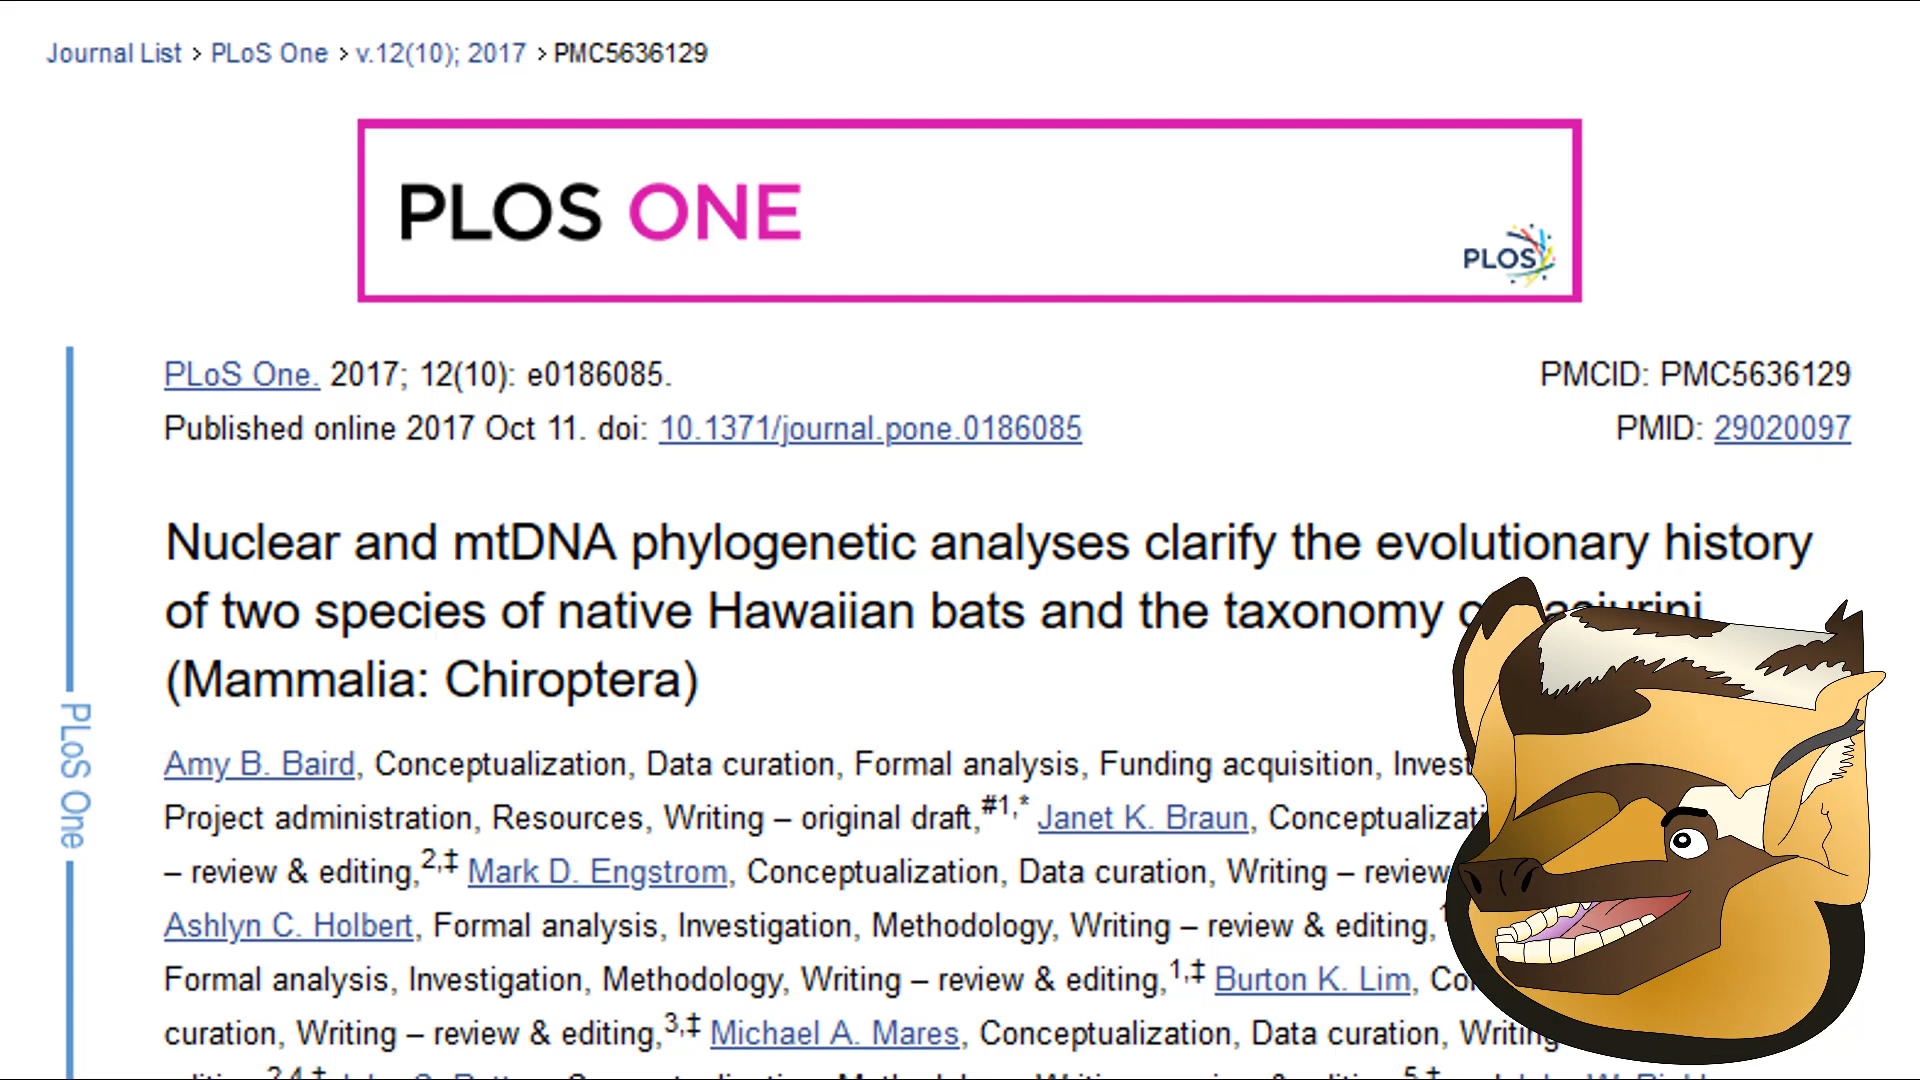 Journal List > PLoS One > v.12(10); 2017 > PMC5636129
PLOS ONE
PLOS
PLoS One. 2017; 12(10): e0186085.
PMCID: PMC5636129
Published online 2017 Oct 11. doi: 10.1371/journal.pone.0186085
PMID: 29020097
Nuclear and mtDNA phylogenetic analyses clarify the evolutionary history
of two species of native Hawaiian bats and the taxonomy
(Mammalia: Chiroptera)
Amy B. Baird, Conceptualization, Data curation, Formal analysis, Funding acquisition, Invest
Project administration, Resources, Writing – original draft,#1,* Janet K. Braun, Conceptualizati
– review & editing,2,‡ Mark D. Engstrom, Conceptualization, Data curation, Writing – review
Ashlyn C. Holbert, Formal analysis, Investigation, Methodology, Writing – review & editing,
Formal analysis, Investigation, Methodology, Writing – review & editing,1,‡ Burton K. Lim, Co
curation, Writing – review & editing,3,‡ Michael A. Mares, Conceptualization, Data curation, Writing
PLoS One